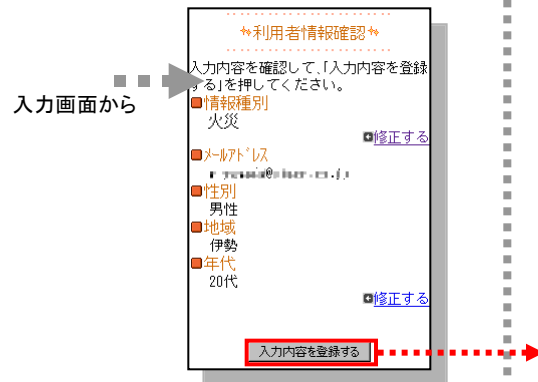 利用者情報確認
入力内容を確認して、「入力内容を登録
する」を押してください。
入力画面から
情報種別
火災
修正する
メールアドレス
性別
男性
地域
伊勢
年代
20代
修正する
入力内容を登録する